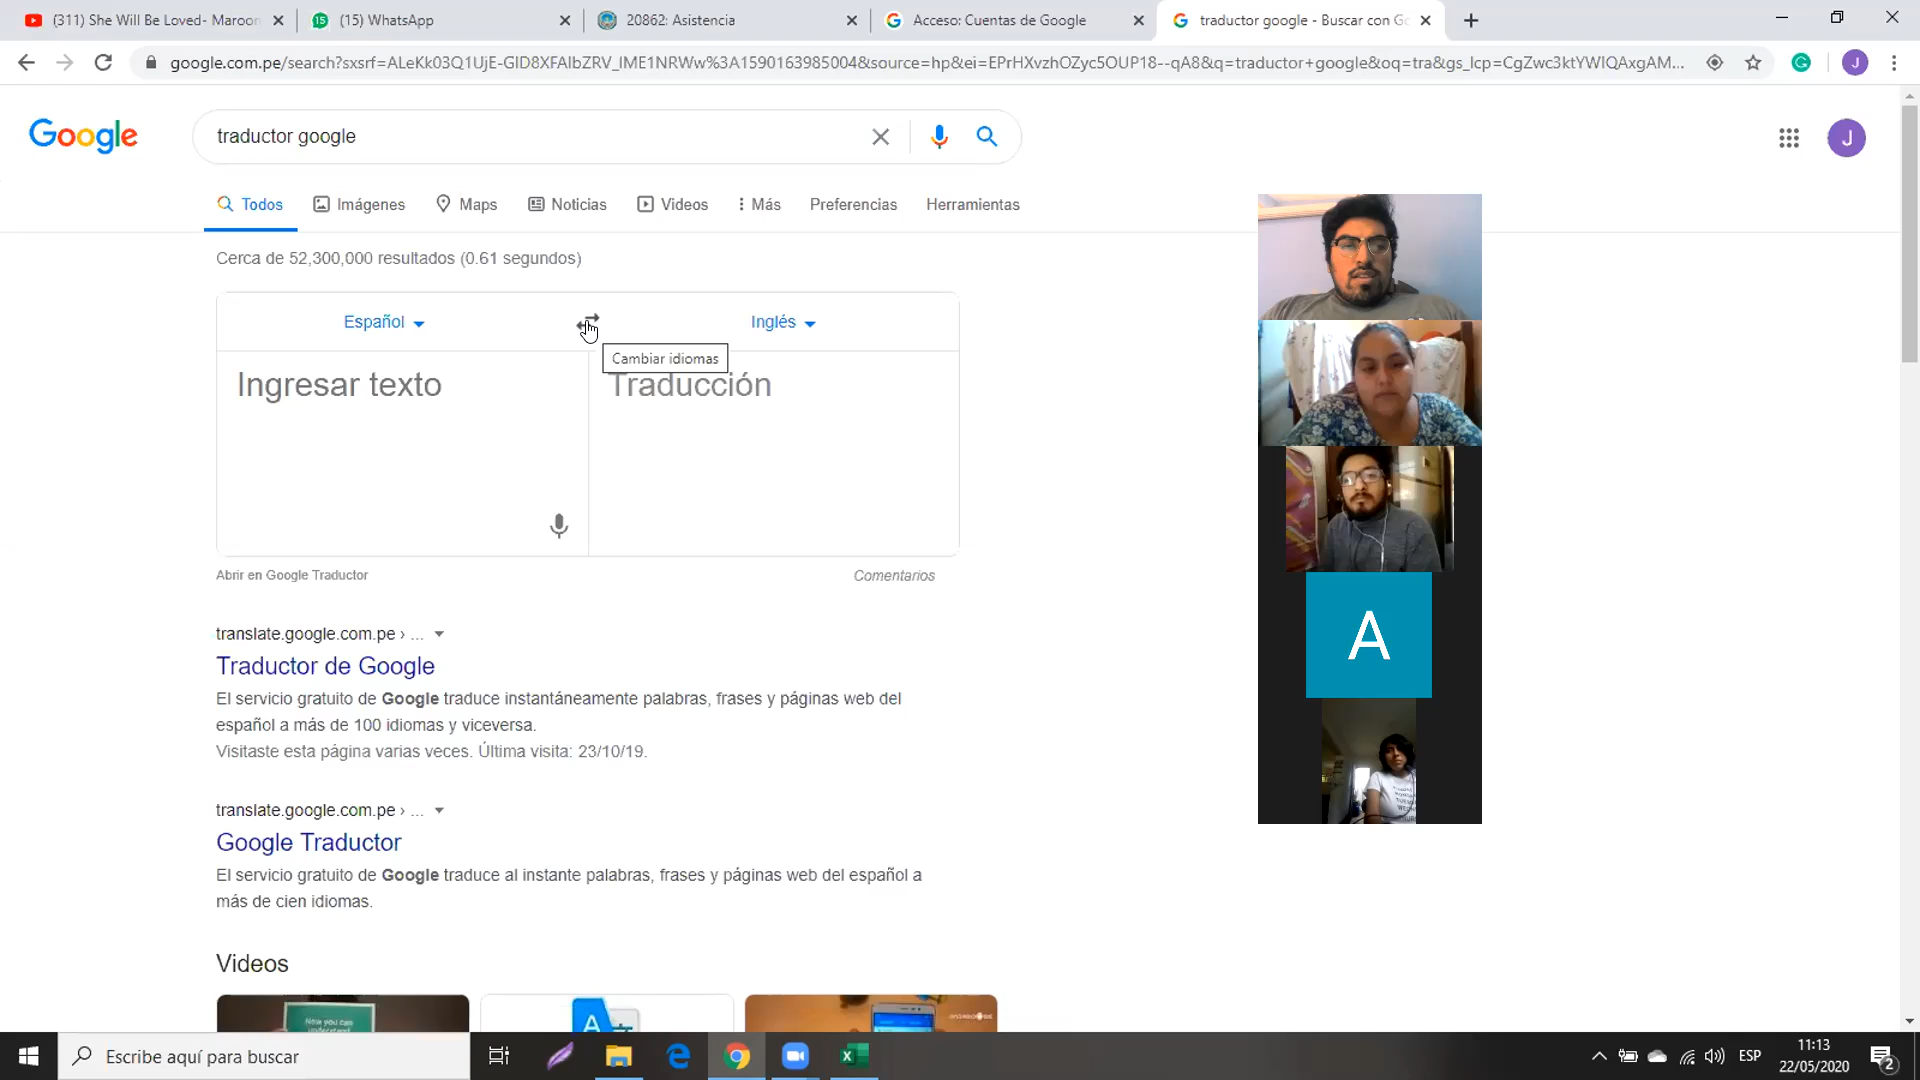 (311) She Will Be Loved- Maroon
(15) WhatsApp
20862: Asistencia
Acceso: Cuentas de Google
traductor google - Buscar con Go
google.com.pe/search?sxsrf=ALeKk03Q1UjE-GID8XFAlbZRV_IME1NRWw%3A1590163985004&source=hp&ei=EPrHXvzhOZyc5OUP18--qA8&q=traductor+google&oq=tra&gs_lcp=CgZwc3ktYWIQAxgAM...
J
Google
traductor google
J
Todos
Imágenes
Maps
Noticias
Videos
Más
Preferencias
Herramientas
Cerca de 52,300,000 resultados (0.61 segundos)
Español
Inglés
Cambiar idiomas
Ingresar texto
Traducción
Abrir en Google Traductor
Comentarios
translate.google.com.pe › ...
Traductor de Google
El servicio gratuito de Google traduce instantáneamente palabras, frases y páginas web del
español a más de 100 idiomas y viceversa.
Visitaste esta página varias veces. Última visita: 23/10/19.
translate.google.com.pe › ...
Google Traductor
El servicio gratuito de Google traduce al instante palabras, frases y páginas web del español a
más de cien idiomas.
Videos
Now you can
understand
A
A
Escribe aquí para buscar
ESP
11:13
22/05/2020
2